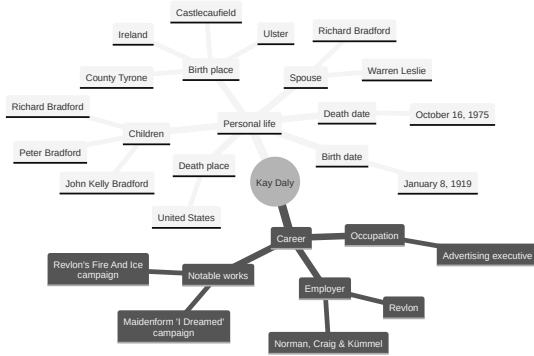 Castlecaufield
Ireland
Ulster
Richard Bradford
Birth place
County Tyrone
Spouse
Warren Leslie
Richard Bradford
Personal life
Death date
October 16, 1975
Children
Peter Bradford
Death place
Birth date
John Kelly Bradford
Kay Daly
January 8, 1919
United States
Career
Occupation
Advertising executive
Revlon's Fire And Ice
campaign
Notable works
Employer
Revlon
Maidenform 'I Dreamed'
campaign
Norman, Craig & Kümmel